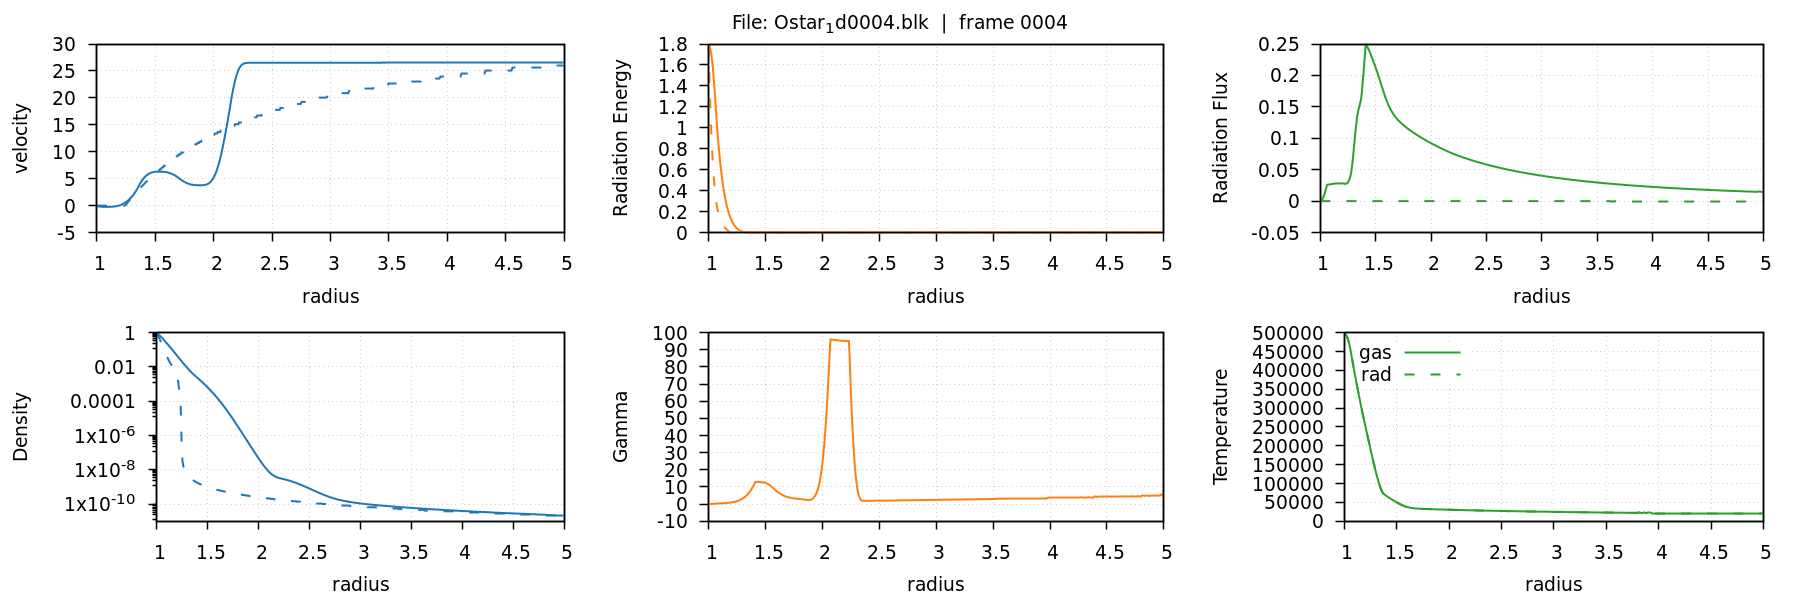 File: Ostar₁d0004.blk | frame 0004
velocity
30
25
20
15
10
5
0
-5
1 1.5 2 2.5 3 3.5 4 4.5 5
radius
Radiation Energy
1.8
1.6
1.4
1.2
1
0.8
0.6
0.4
0.2
0
1 1.5 2 2.5 3 3.5 4 4.5 5
radius
Radiation Flux
0.25
0.2
0.15
0.1
0.05
0
-0.05
1 1.5 2 2.5 3 3.5 4 4.5 5
radius
Density
1
0.01
0.0001
1x10⁻⁶
1x10⁻⁸
1x10⁻¹⁰
1 1.5 2 2.5 3 3.5 4 4.5 5
radius
Gamma
100
90
80
70
60
50
40
30
20
10
0
-10
1 1.5 2 2.5 3 3.5 4 4.5 5
radius
Temperature
500000
450000
400000
350000
300000
250000
200000
150000
100000
50000
0
gas
rad
1 1.5 2 2.5 3 3.5 4 4.5 5
radius